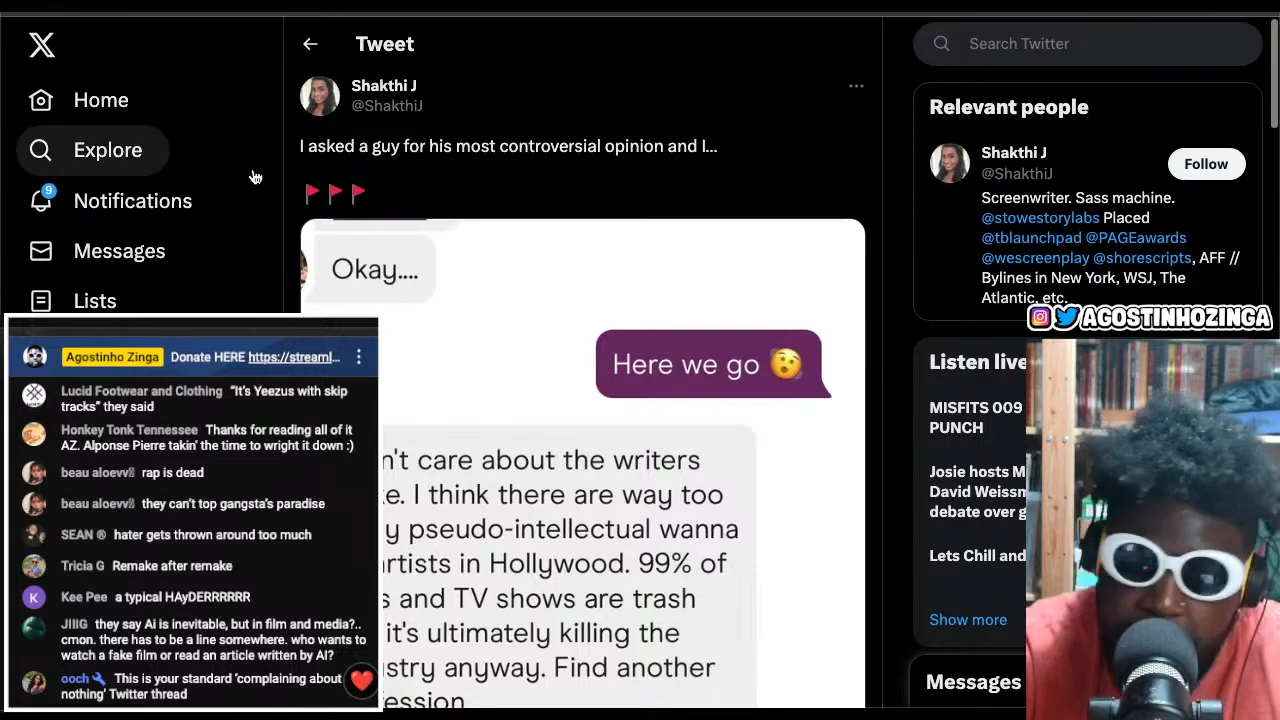 Home
Explore
9
Notifications
Messages
Lists
Tweet
Shakthi J
@ShakthiJ
I asked a guy for his most controversial opinion and I...
Okay....
Here we go
n't care about the writers
ke. I think there are way too
y pseudo-intellectual wanna
artists in Hollywood. 99% of
s and TV shows are trash
it's ultimately killing the
ustry anyway. Find another
ession
Search Twitter
Relevant people
Shakthi J
@ShakthiJ
Follow
Screenwriter. Sass machine.
@stowestorylabs Placed
@tblaunchpad @PAGEawards
@wescreenplay @shorescripts, AFF //
Bylines in New York, WSJ, The
Atlantic, etc.
AGOSTINHOZINGA
Listen live
MISFITS 009
PUNCH
Josie hosts M
David Weissm
debate over g
Lets Chill and
Show more
Messages
Agostinho Zinga Donate HERE https://streaml...
Lucid Footwear and Clothing “It’s Yeezus with skip
tracks” they said
Honkey Tonk Tennessee Thanks for reading all of it
AZ. Alponse Pierre takin' the time to wright it down :)
beau aloevv rap is dead
beau aloevv they can’t top gangsta’s paradise
SEAN ® hater gets thrown around too much
Tricia G Remake after remake
K
Kee Pee a typical HAyDERRRRRR
JIIIG they say Ai is inevitable, but in film and media?..
cmon. there has to be a line somewhere. who wants to
watch a fake film or read an article written by AI?
ooch This is your standard ‘complaining about
nothing’ Twitter thread